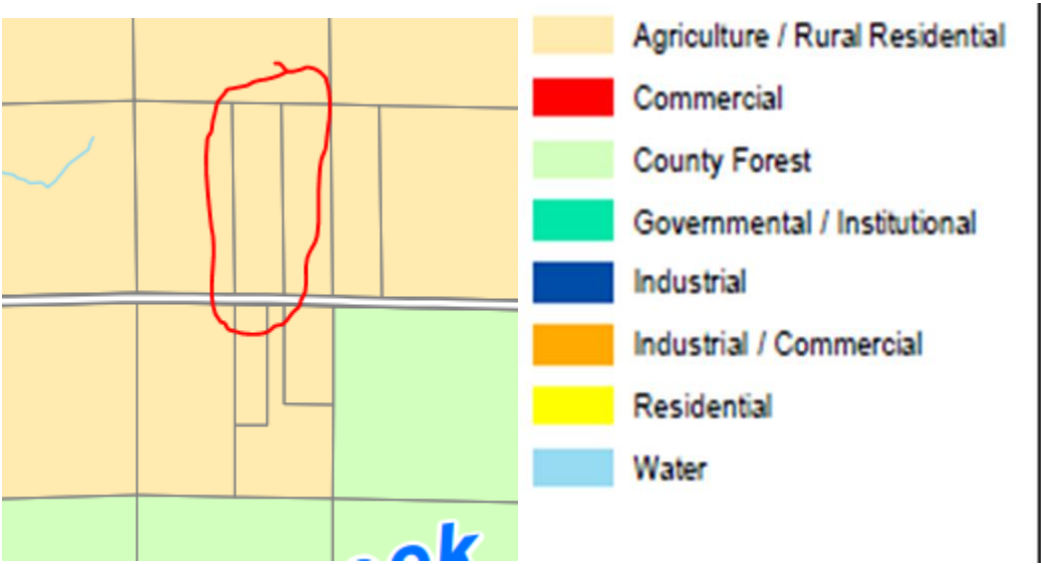 Agriculture / Rural Residential
Commercial
County Forest
Governmental / Institutional
Industrial
Industrial / Commercial
Residential
Water